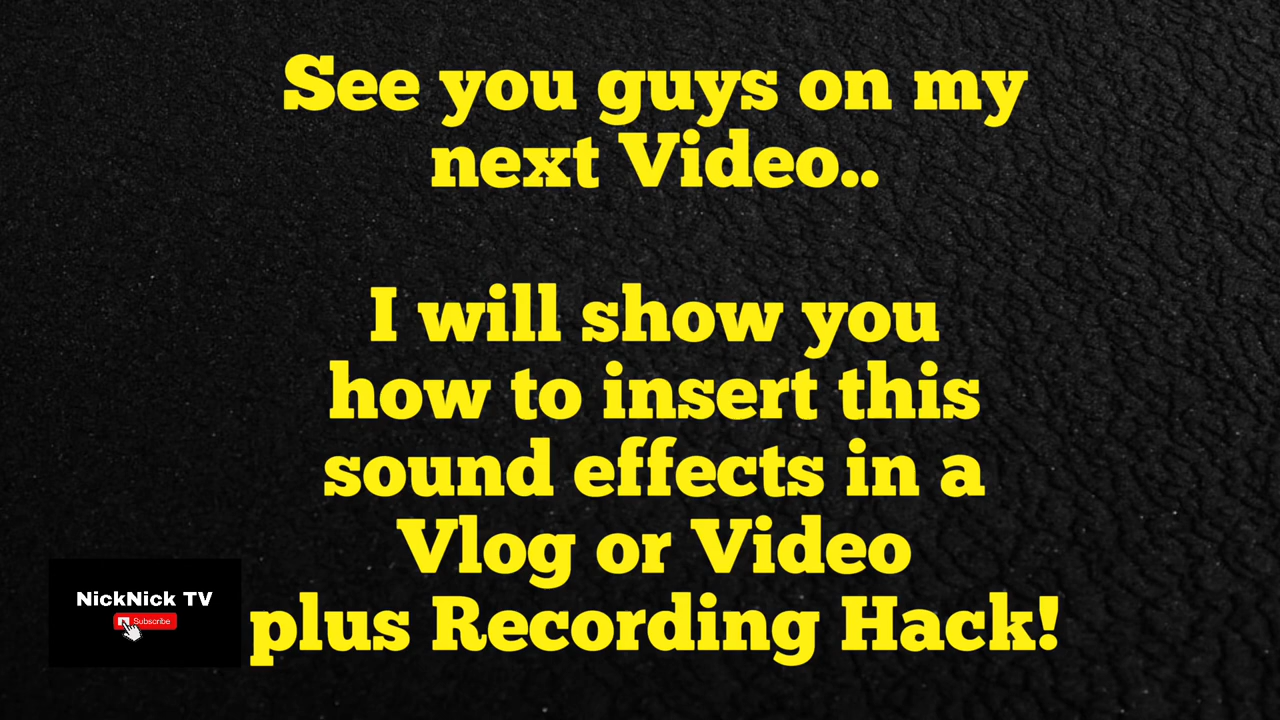 See you guys on my
next Video..
I will show you
how to insert this
sound effects in a
Vlog or Video
plus Recording Hack!
NickNick TV
Subscribe